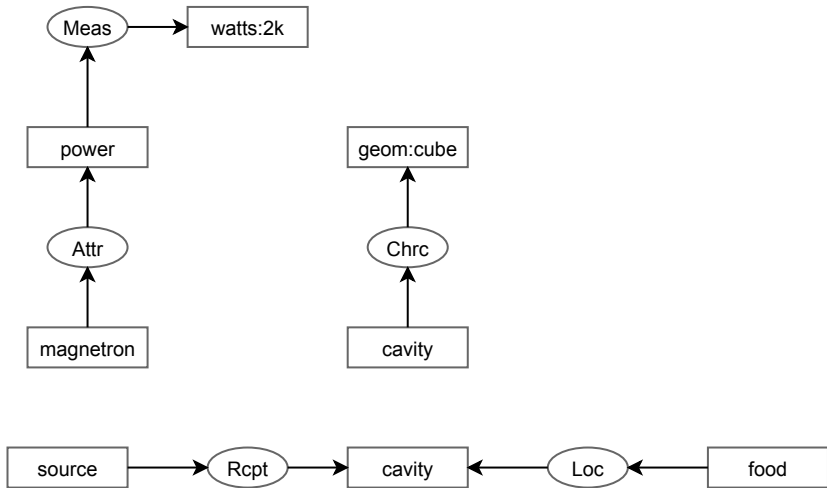 Meas
watts:2k
power
geom:cube
Attr
Chrc
magnetron
cavity
source
Rcpt
cavity
Loc
food